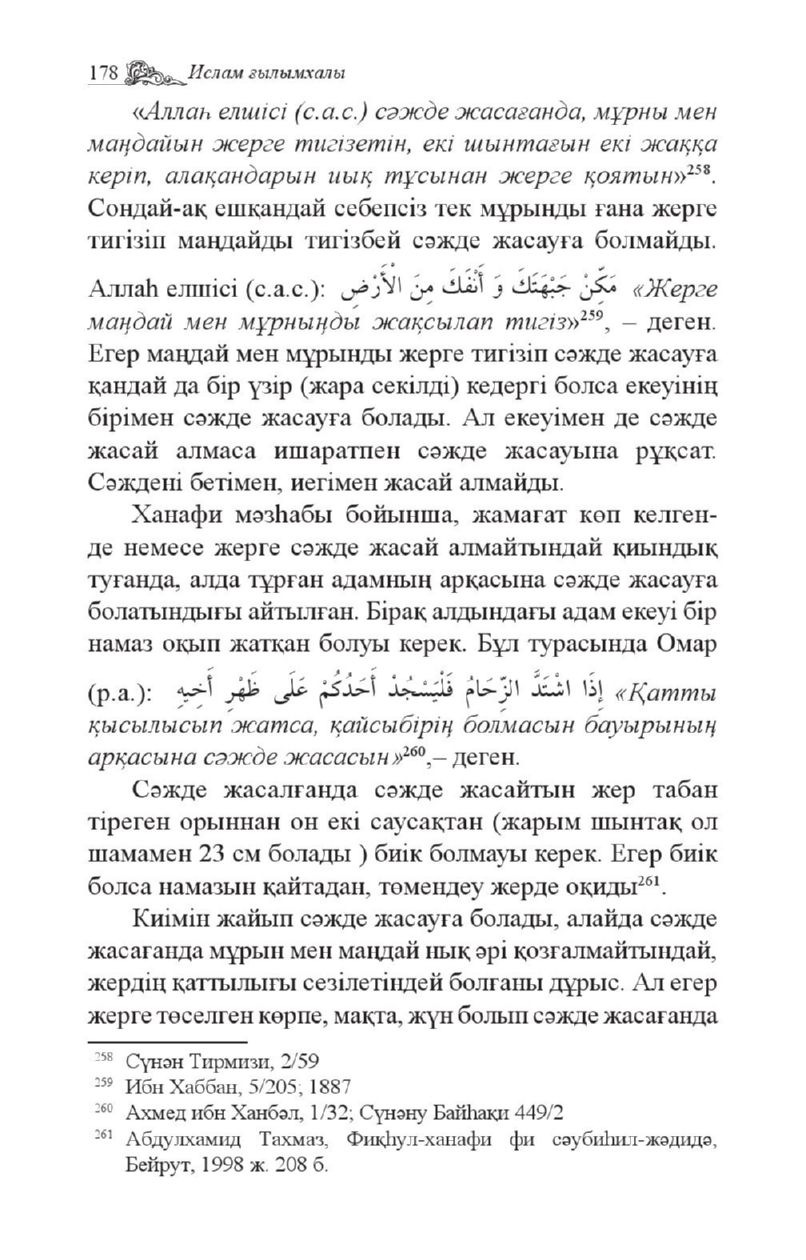 178 Ислам ғылымхалы
«Аллаһ елшісі (с.а.с.) сәжде жасағанда, мұрны мен
маңдайын жерге тигізетін, екі шынтағын екі жаққа
керіп, алақандарын иық тұсынан жерге қоятын»²⁵⁸.
Сондай-ақ ешқандай себепсіз тек мұрынды ғана жерге
тигізіп маңдайды тигізбей сәжде жасауға болмайды.
Аллаһ елшісі (с.а.с.): مَكِّنْ جَبْهَتَكَ وَ أَنْفَكَ مِنَ الْأَرْضِ «Жерге
маңдай мен мұрныңды жақсылап тигіз»²⁵⁹, – деген.
Егер маңдай мен мұрынды жерге тигізіп сәжде жасауға
қандай да бір үзір (жара секілді) кедергі болса екеуінің
бірімен сәжде жасауға болады. Ал екеуімен де сәжде
жасай алмаса ишаратпен сәжде жасауына рұқсат.
Сәждені бетімен, иегімен жасай алмайды.
Ханафи мәзһабы бойынша, жамағат көп келген-
де немесе жерге сәжде жасай алмайтындай қиындық
туғанда, алда тұрған адамның арқасына сәжде жасауға
болатындығы айтылған. Бірақ алдындағы адам екеуі бір
намаз оқып жатқан болуы керек. Бұл турасында Омар
(р.а.): إِذَا اشْتَدَّ الزِّحَامُ فَلْيَسْجُدْ أَحَدُكُمْ عَلَى ظَهْرِ أَخِيهِ «Қатты
қысылысып жатса, қайсыбірің болмасын бауырының
арқасына сәжде жасасын»²⁶⁰,– деген.
Сәжде жасалғанда сәжде жасайтын жер табан
тіреген орыннан он екі саусақтан (жарым шынтақ ол
шамамен 23 см болады ) биік болмауы керек. Егер биік
болса намазын қайтадан, төмендеу жерде оқиды²⁶¹.
Киімін жайып сәжде жасауға болады, алайда сәжде
жасағанда мұрын мен маңдай нық әрі қозғалмайтындай,
жердің қаттылығы сезілетіндей болғаны дұрыс. Ал егер
жерге төселген көрпе, мақта, жүн болып сәжде жасағанда
²⁵⁸ Сүнән Тирмизи, 2/59
²⁵⁹ Ибн Хаббан, 5/205; 1887
²⁶⁰ Ахмед ибн Ханбәл, 1/32; Сүнәну Байһақи 449/2
²⁶¹ Абдулхамид Тахмаз, Фиқһул-ханафи фи сәубиһил-жәдидә,
Бейрут, 1998 ж. 208 б.